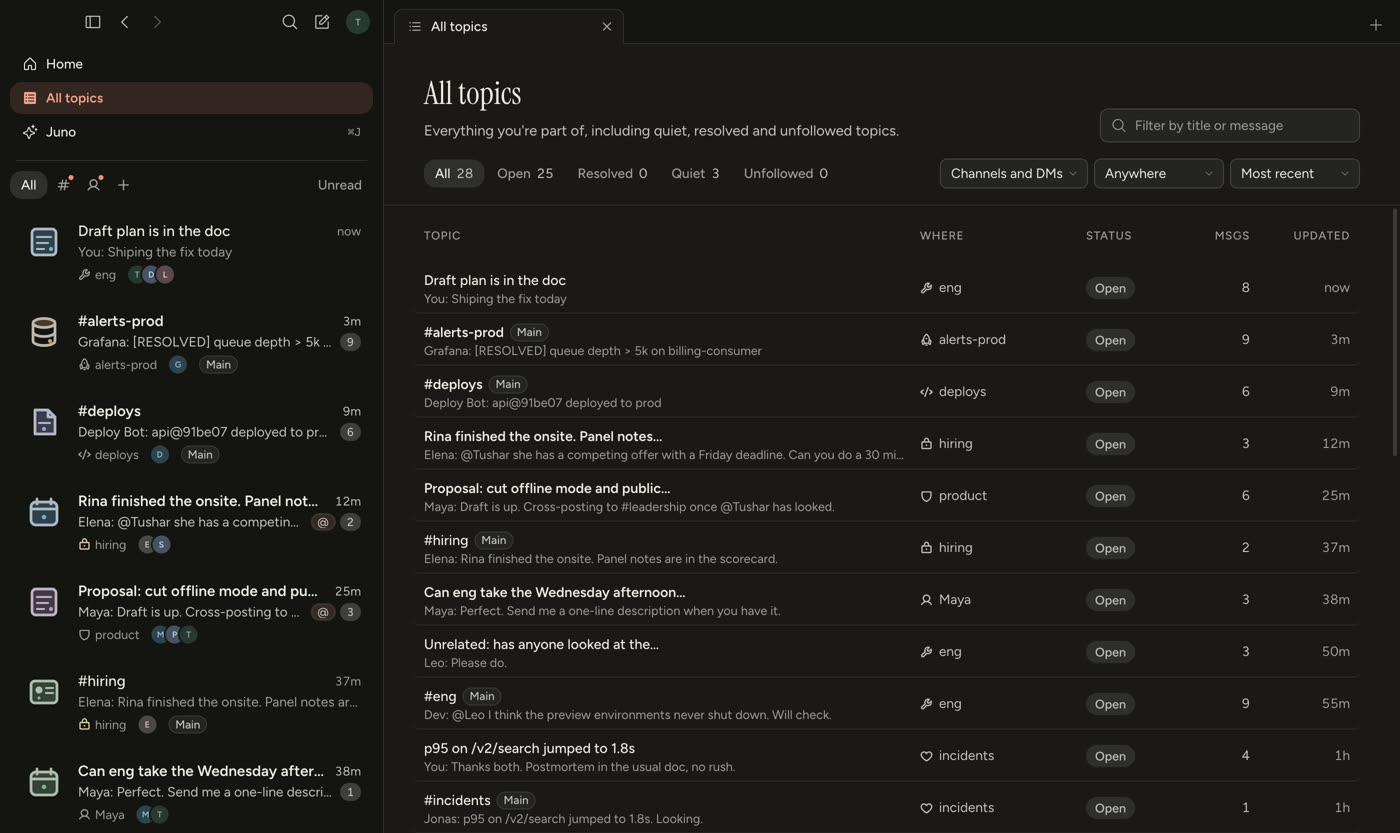 T
Home
All topics
Juno ⌘J
All # + Unread
Draft plan is in the doc now
You: Shiping the fix today
eng T D L
#alerts-prod 3m
Grafana: [RESOLVED] queue depth > 5k ... 9
alerts-prod G Main
#deploys 9m
Deploy Bot: api@91be07 deployed to pr... 6
</> deploys D Main
Rina finished the onsite. Panel not... 12m
Elena: @Tushar she has a competin... @ 2
hiring E S
Proposal: cut offline mode and pu... 25m
Maya: Draft is up. Cross-posting to ... @ 3
product M P T
#hiring 37m
Elena: Rina finished the onsite. Panel notes ar...
hiring E Main
Can eng take the Wednesday after... 38m
Maya: Perfect. Send me a one-line descri... 1
Maya M T
All topics
All topics
Everything you're part of, including quiet, resolved and unfollowed topics.
Filter by title or message
All 28 Open 25 Resolved 0 Quiet 3 Unfollowed 0
Channels and DMs Anywhere Most recent
TOPIC WHERE STATUS MSGS UPDATED
Draft plan is in the doc
You: Shiping the fix today
eng Open 8 now
#alerts-prod Main
Grafana: [RESOLVED] queue depth > 5k on billing-consumer
alerts-prod Open 9 3m
#deploys Main
Deploy Bot: api@91be07 deployed to prod
</> deploys Open 6 9m
Rina finished the onsite. Panel notes...
Elena: @Tushar she has a competing offer with a Friday deadline. Can you do a 30 mi...
hiring Open 3 12m
Proposal: cut offline mode and public...
Maya: Draft is up. Cross-posting to #leadership once @Tushar has looked.
product Open 6 25m
#hiring Main
Elena: Rina finished the onsite. Panel notes are in the scorecard.
hiring Open 2 37m
Can eng take the Wednesday afternoon...
Maya: Perfect. Send me a one-line description when you have it.
Maya Open 3 38m
Unrelated: has anyone looked at the...
Leo: Please do.
eng Open 3 50m
#eng Main
Dev: @Leo I think the preview environments never shut down. Will check.
eng Open 9 55m
p95 on /v2/search jumped to 1.8s
You: Thanks both. Postmortem in the usual doc, no rush.
incidents Open 4 1h
#incidents Main
Jonas: p95 on /v2/search jumped to 1.8s. Looking.
incidents Open 1 1h